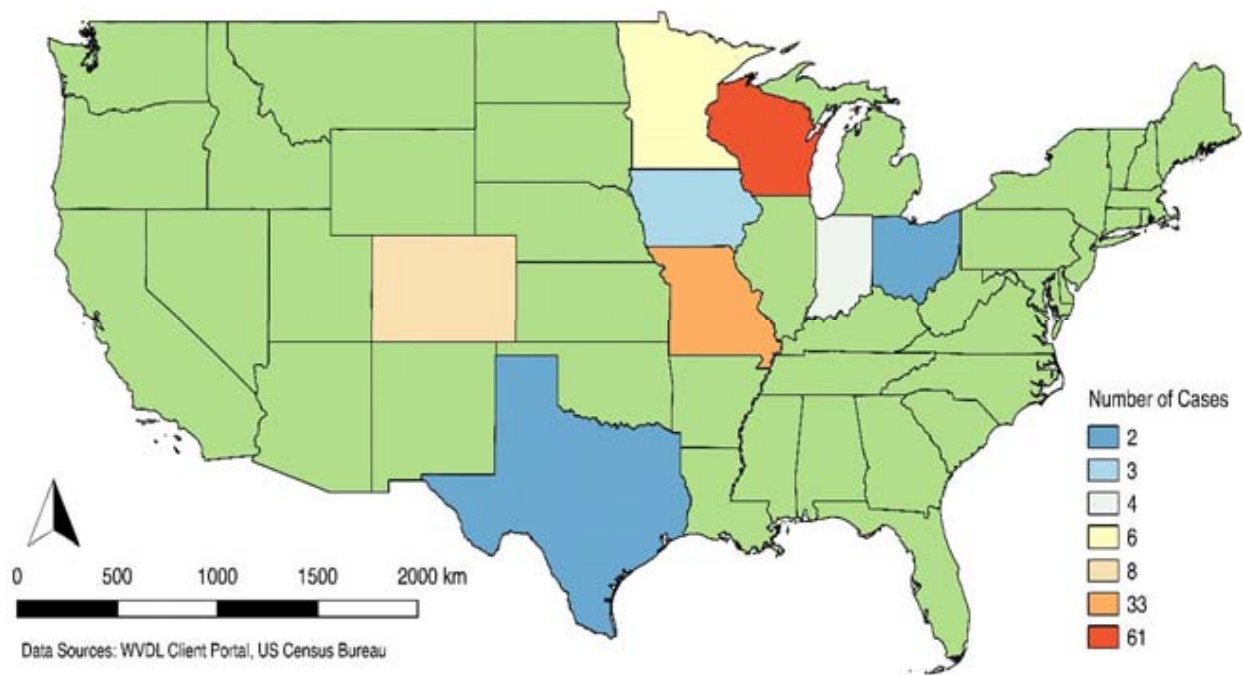 Number of Cases
2
3
4
6
8
33
61
0 500 1000 1500 2000 km
Data Sources: WVDL Client Portal, US Census Bureau